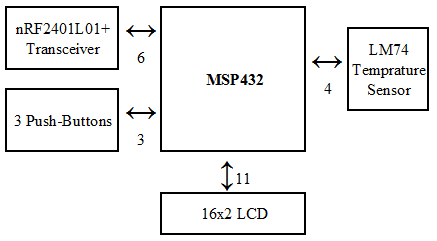 nRF2401L01+
Transceiver
6
MSP432
LM74
Temprature
Sensor
4
3 Push-Buttons
3
11
16x2 LCD